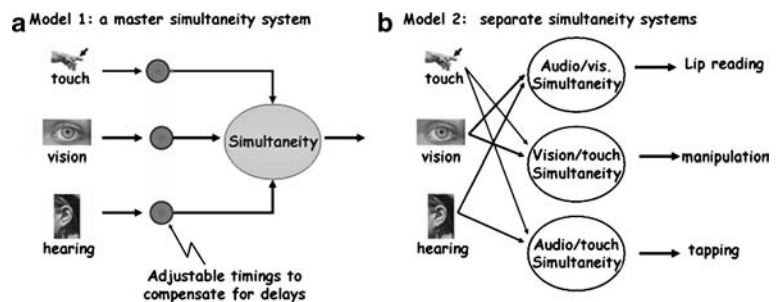 a Model 1: a master simultaneity system
touch
vision
hearing
Simultaneity
Adjustable timings to
compensate for delays
b Model 2: separate simultaneity systems
touch
vision
hearing
Audio/vis.
Simultaneity
Lip reading
Vision/touch
Simultaneity
manipulation
Audio/touch
Simultaneity
tapping